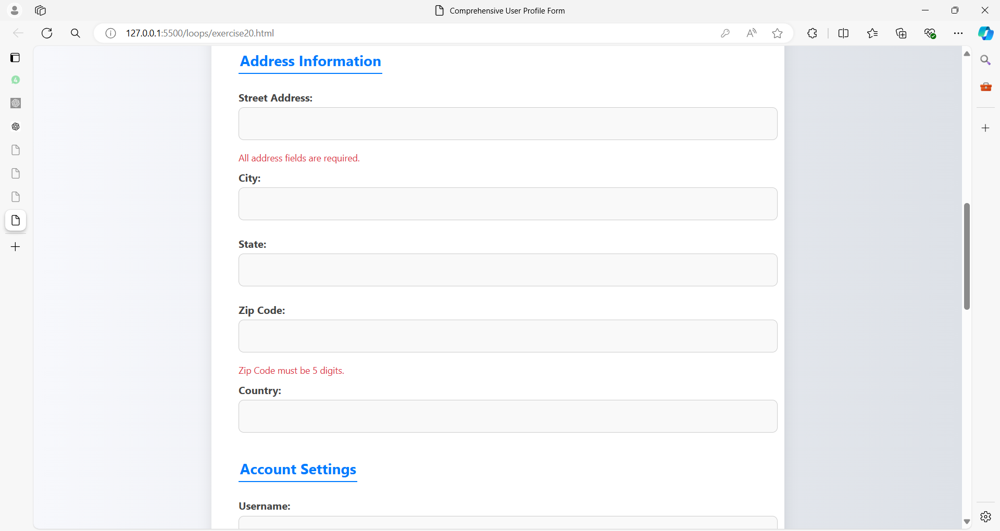 Comprehensive User Profile Form
127.0.0.1:5500/loops/exercise20.html
Address Information
Street Address:
All address fields are required.
City:
State:
Zip Code:
Zip Code must be 5 digits.
Country:
Account Settings
Username: